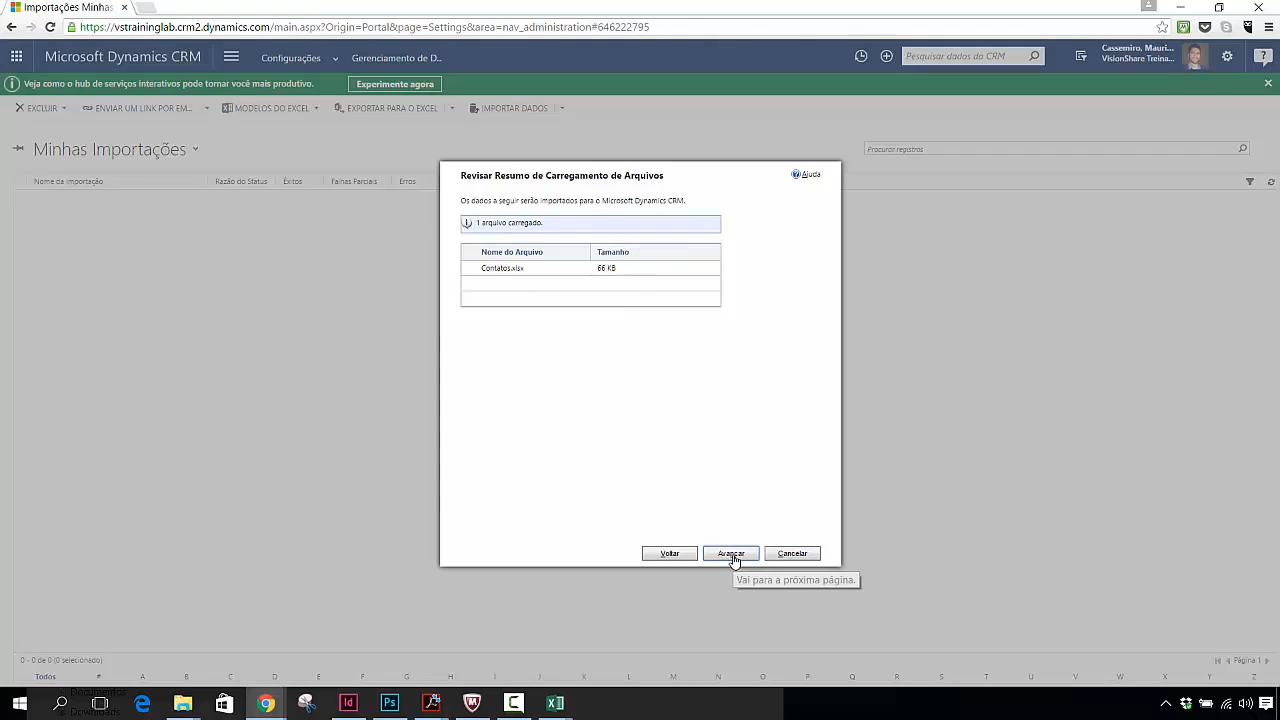 Importações Minhas
https://vstraininglab.crm2.dynamics.com/main.aspx?Origin=Portal&page=Settings&area=nav_administration#646222795
Microsoft Dynamics CRM
Configurações
Gerenciamento de D...
Pesquisar dados da CRM
Cassemiro, Mauri...
VisionShare Treina...
Veja como o hub de serviços interativos pode tornar você mais produtivo.
Experimente agora
EXCLUIR
ENVIAR UM LINK POR EM...
MODELOS DO EXCEL
EXPORTAR PARA O EXCEL
IMPORTAR DADOS
Minhas Importações
Procurar registros
Nome da Importação
Razão do Status
Êxitos
Falhas Parciais
Erros
Revisar Resumo de Carregamento de Arquivos
Ajuda
Os dados a seguir serão importados para o Microsoft Dynamics CRM.
1 arquivo carregado.
Nome do Arquivo Tamanho
Contatos.xlsx 66 KB
Voltar
Avançar
Cancelar
Vai para a próxima página.
0 - 0 de 0 (0 selecionado)
Página 1
Todos # A B C D E F G H I J K L M N O P Q R S T U V W X Y Z
Documentos
Downloads